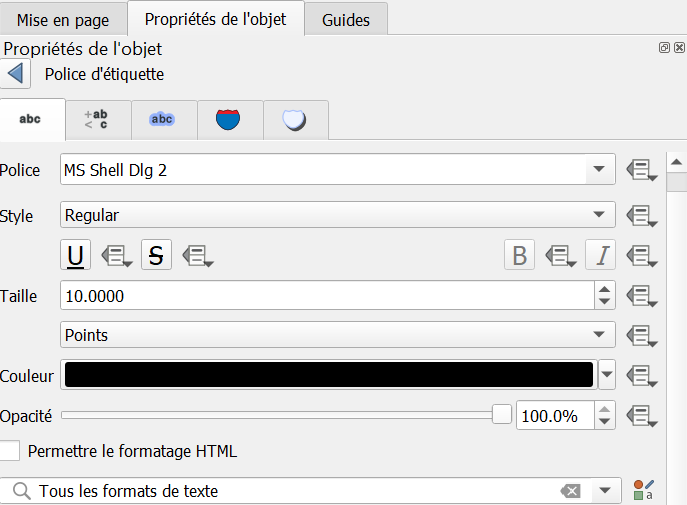 Mise en page Propriétés de l'objet Guides
Propriétés de l'objet
Police d'étiquette
abc +ab < c abc
Police MS Shell Dlg 2
Style Regular
U S B I
Taille 10.0000
Points
Couleur
Opacité 100.0%
Permettre le formatage HTML
Tous les formats de texte a